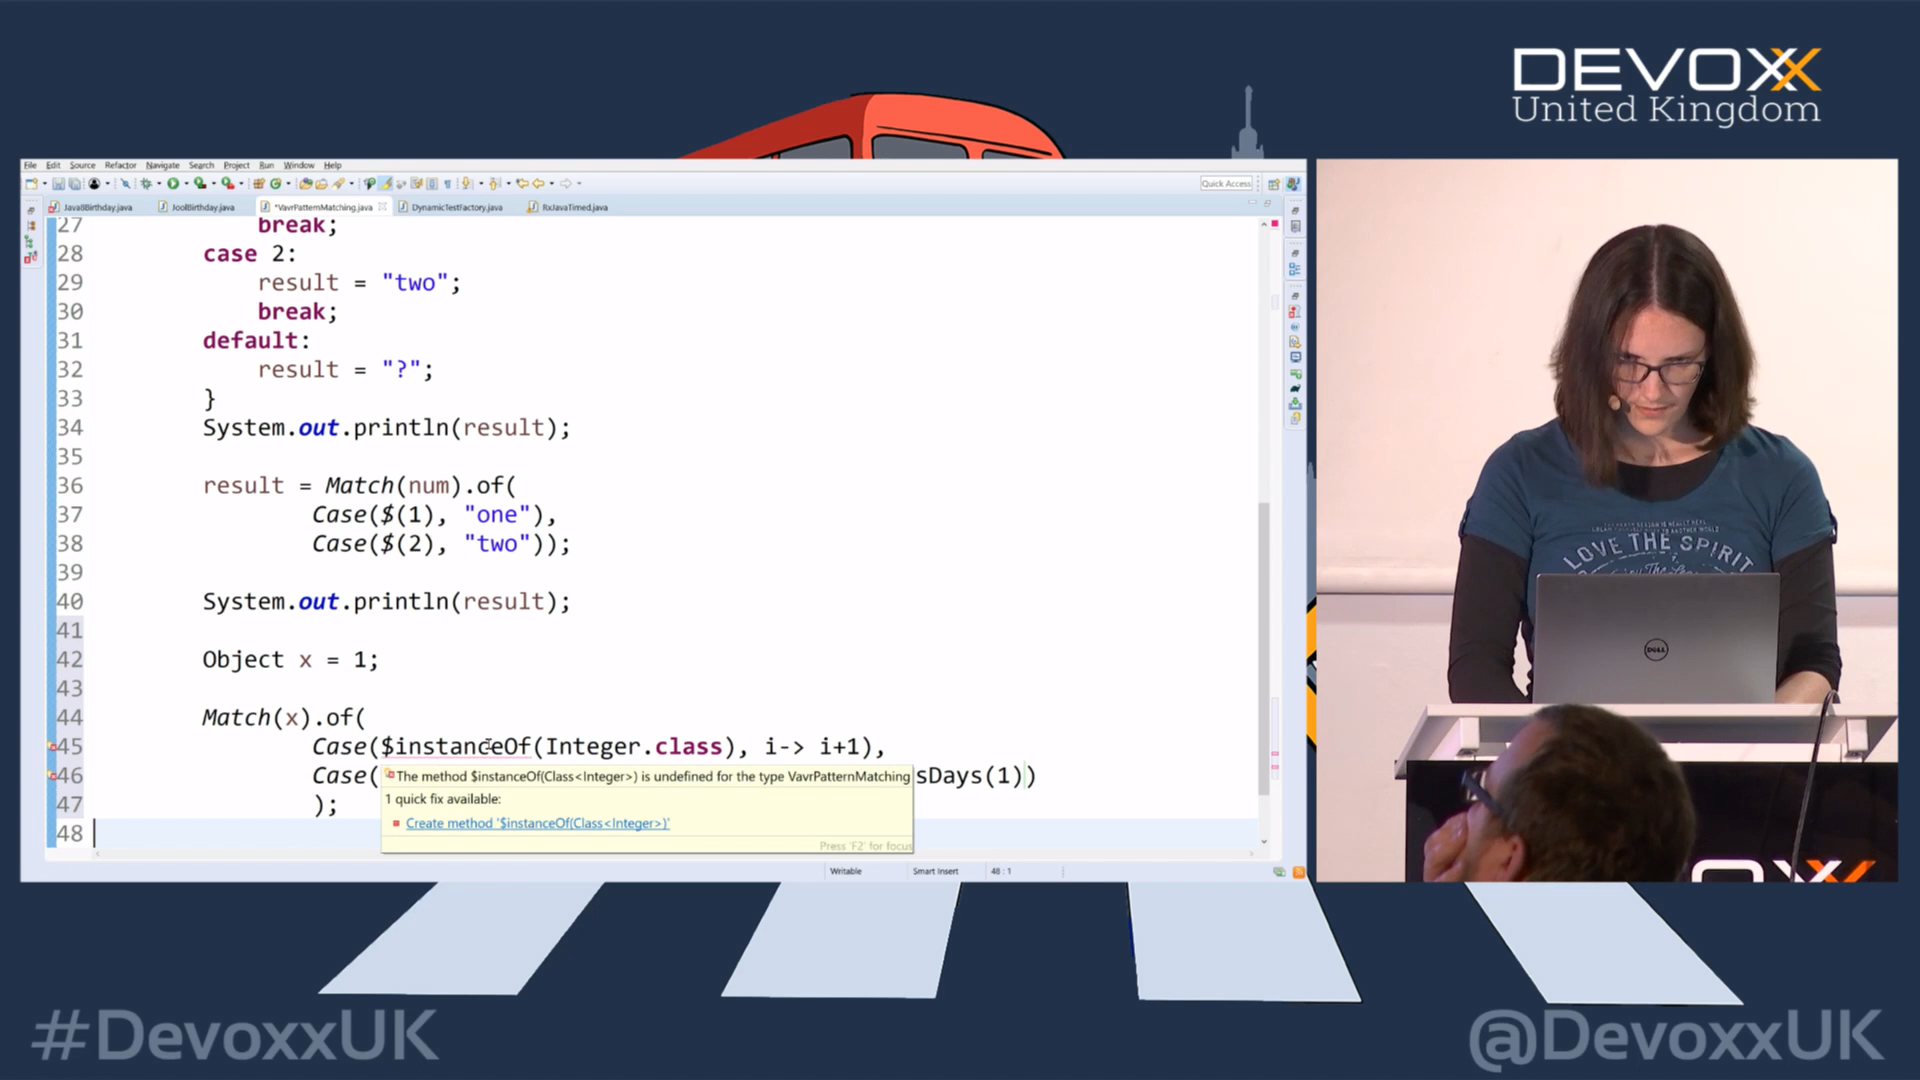 DEVOXX
United Kingdom
File Edit Source Refactor Navigate Search Project Run Window Help
Quick Access
Java8Birthday.java JoolBirthday.java *VavrPatternMatching.java DynamicTestFactory.java RxJavaTimed.java
27 break;
28 case 2:
29 result = "two";
30 break;
31 default:
32 result = "?";
33 }
34 System.out.println(result);
35
36 result = Match(num).of(
37 Case($(1), "one"),
38 Case($(2), "two"));
39
40 System.out.println(result);
41
42 Object x = 1;
43
44 Match(x).of(
45 Case($instanceOf(Integer.class), i-> i+1),
46 Case( sDays(1))
47 );
48
The method $instanceOf(Class<Integer>) is undefined for the type VavrPatternMatching
1 quick fix available:
Create method '$instanceOf(Class<Integer>)'
Press 'F2' for focus
Writable Smart Insert 48 : 1
LOVE THE SPIRIT
DELL
#DevoxxUK
@DevoxxUK